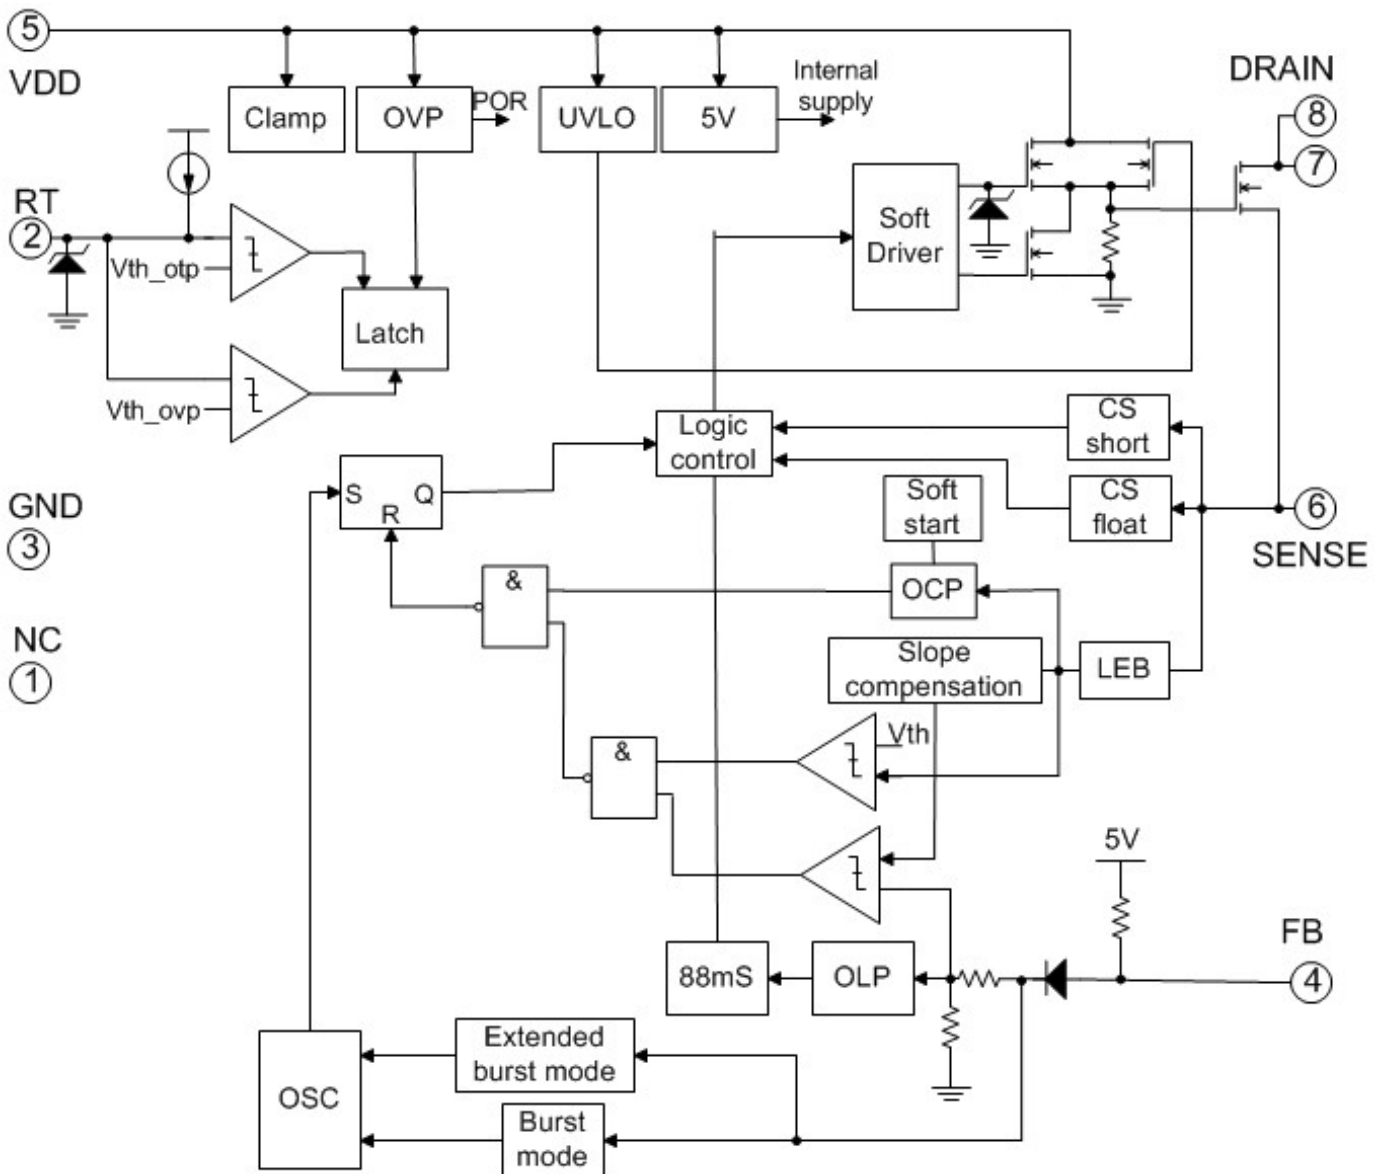 5
VDD
DRAIN
8
7
Clamp
OVP
POR
UVLO
5V
Internal
supply
RT
2
Vth_otp
Soft
Driver
Latch
Vth_ovp
Logic
control
CS
short
S
Q
R
Soft
start
CS
float
6
SENSE
GND
3
&
OCP
NC
1
Slope
compensation
LEB
&
Vth
5V
88mS
OLP
FB
4
Extended
burst mode
OSC
Burst
mode